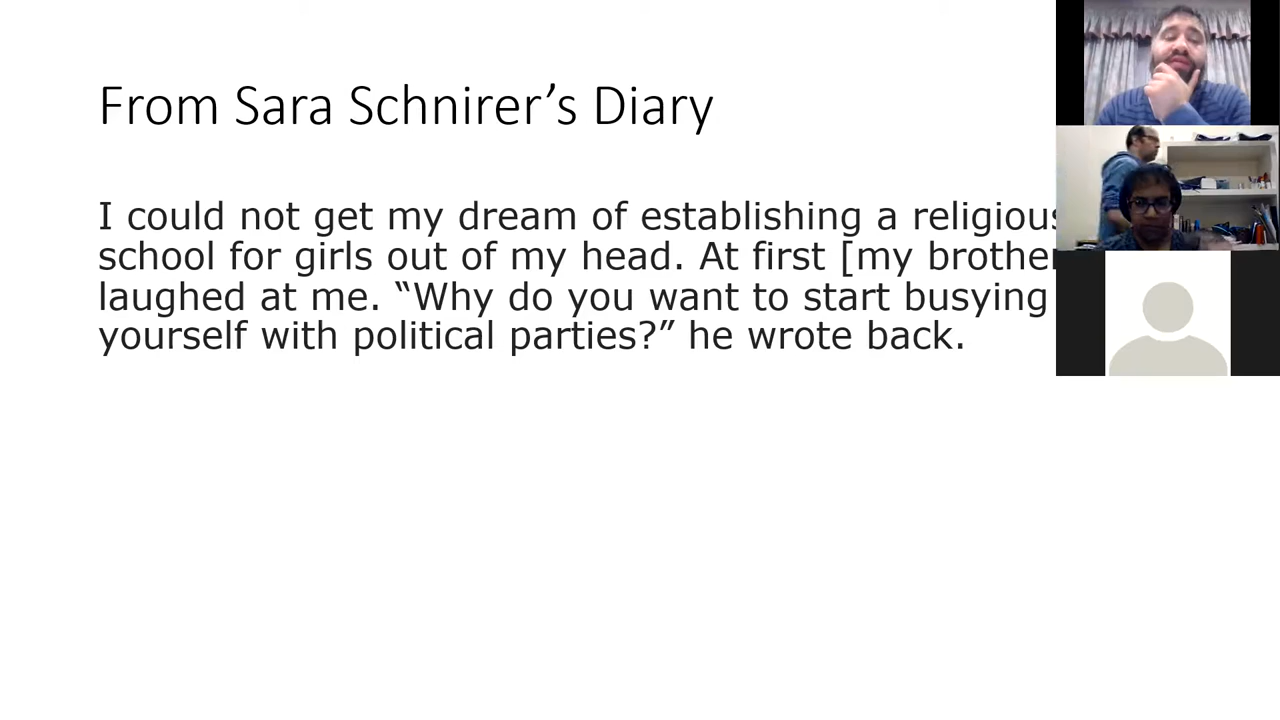 From Sara Schnirer’s Diary
I could not get my dream of establishing a religious
school for girls out of my head. At first [my brother
laughed at me. “Why do you want to start busying
yourself with political parties?” he wrote back.